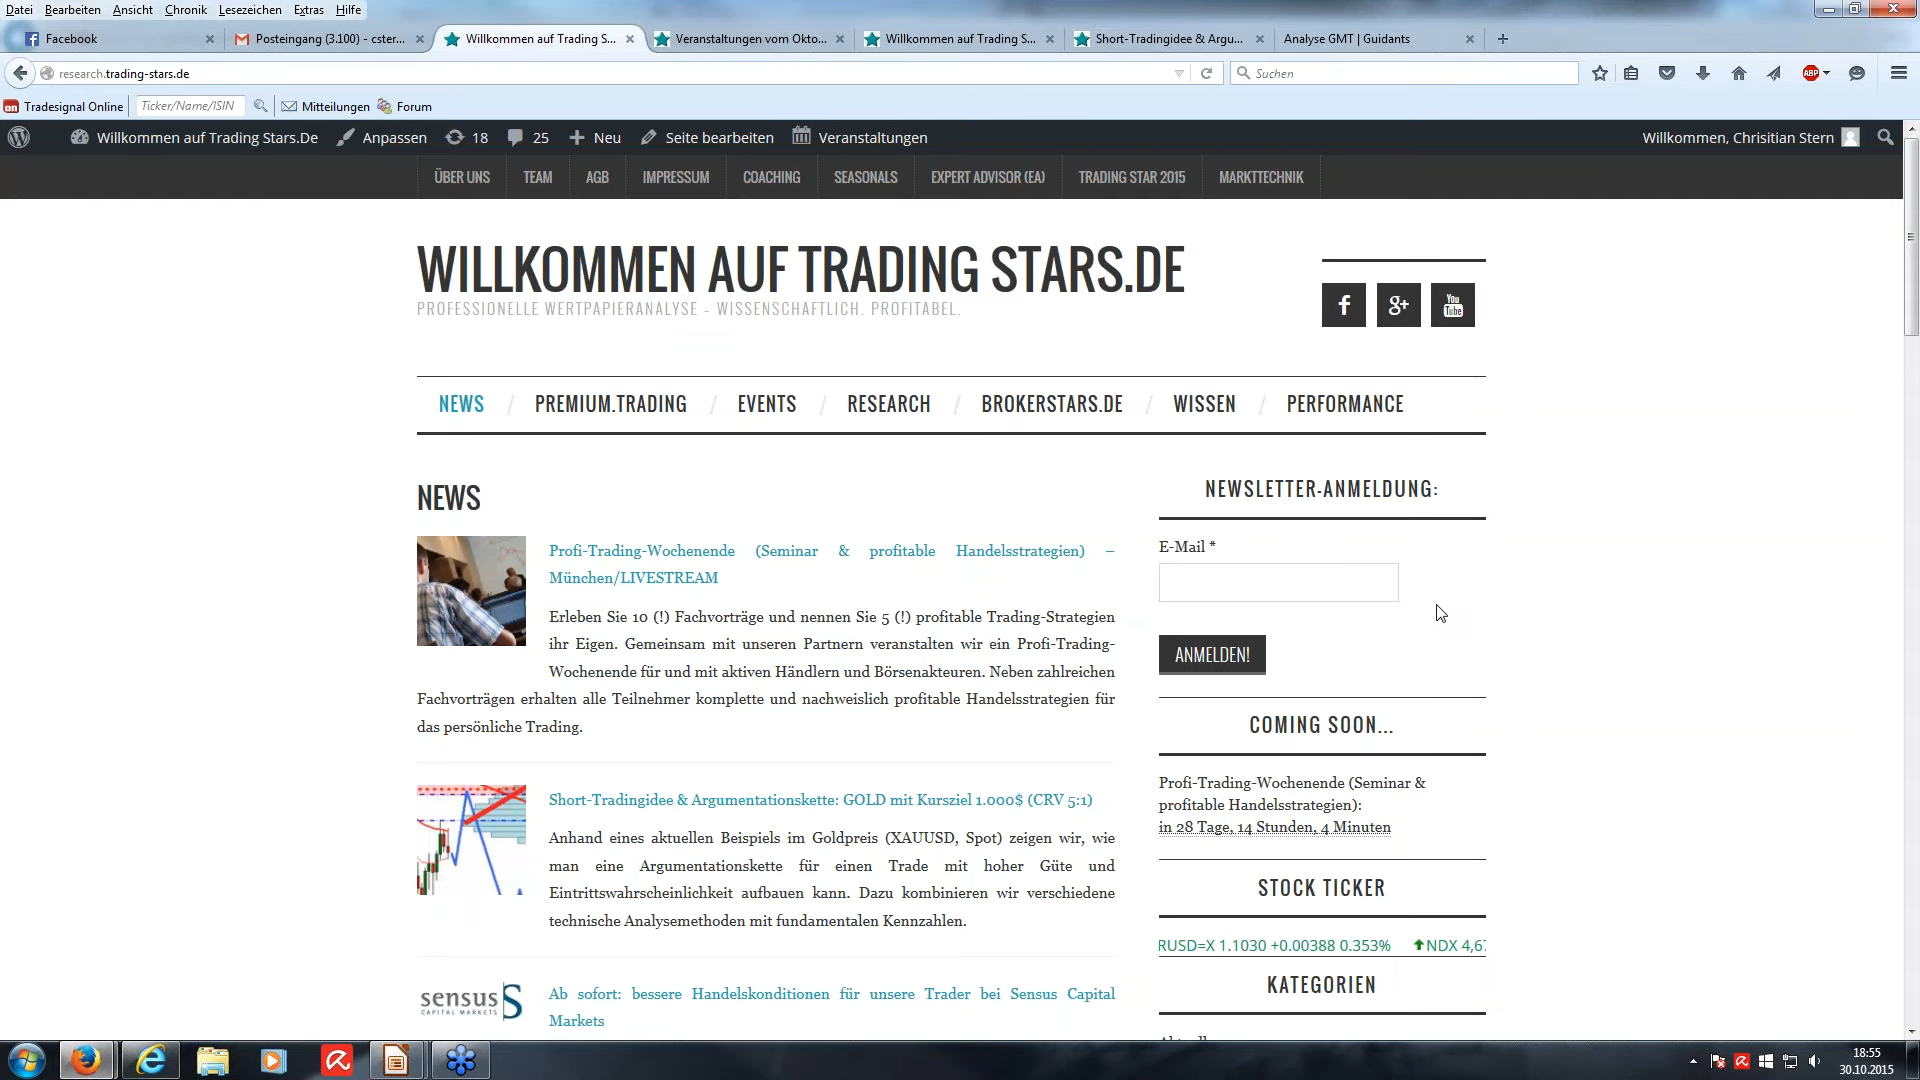 Datei Bearbeiten Ansicht Chronik Lesezeichen Extras Hilfe
Facebook
Posteingang (3.100) - cster...
Willkommen auf Trading S...
Veranstaltungen vom Okto...
Willkommen auf Trading S...
Short-Tradingidee & Argu...
Analyse GMT | Guidants
research.trading-stars.de
Suchen
ABP
Tradesignal Online
Ticker/Name/ISIN
Mitteilungen
Forum
Willkommen auf Trading Stars.De Anpassen 18 25 Neu Seite bearbeiten Veranstaltungen
Willkommen, Chrisitian Stern
ÜBER UNS TEAM AGB IMPRESSUM COACHING SEASONALS EXPERT ADVISOR (EA) TRADING STAR 2015 MARKTTECHNIK
WILLKOMMEN AUF TRADING STARS.DE
PROFESSIONELLE WERTPAPIERANALYSE - WISSENSCHAFTLICH. PROFITABEL.
You Tube
NEWS / PREMIUM.TRADING / EVENTS / RESEARCH / BROKERSTARS.DE / WISSEN / PERFORMANCE
NEWS
Profi-Trading-Wochenende (Seminar & profitable Handelsstrategien) –
München/LIVESTREAM
Erleben Sie 10 (!) Fachvorträge und nennen Sie 5 (!) profitable Trading-Strategien
ihr Eigen. Gemeinsam mit unseren Partnern veranstalten wir ein Profi-Trading-
Wochenende für und mit aktiven Händlern und Börsenakteuren. Neben zahlreichen
Fachvorträgen erhalten alle Teilnehmer komplette und nachweislich profitable Handelsstrategien für
das persönliche Trading.
Short-Tradingidee & Argumentationskette: GOLD mit Kursziel 1.000$ (CRV 5:1)
Anhand eines aktuellen Beispiels im Goldpreis (XAUUSD, Spot) zeigen wir, wie
man eine Argumentationskette für einen Trade mit hoher Güte und
Eintrittswahrscheinlichkeit aufbauen kann. Dazu kombinieren wir verschiedene
technische Analysemethoden mit fundamentalen Kennzahlen.
sensus S
CAPITAL MARKETS
Ab sofort: bessere Handelskonditionen für unsere Trader bei Sensus Capital
Markets
NEWSLETTER-ANMELDUNG:
E-Mail *
ANMELDEN!
COMING SOON...
Profi-Trading-Wochenende (Seminar &
profitable Handelsstrategien):
in 28 Tage, 14 Stunden, 4 Minuten
STOCK TICKER
RUSD=X 1.1030 +0.00388 0.353% NDX 4,67
KATEGORIEN
18:55
30.10.2015